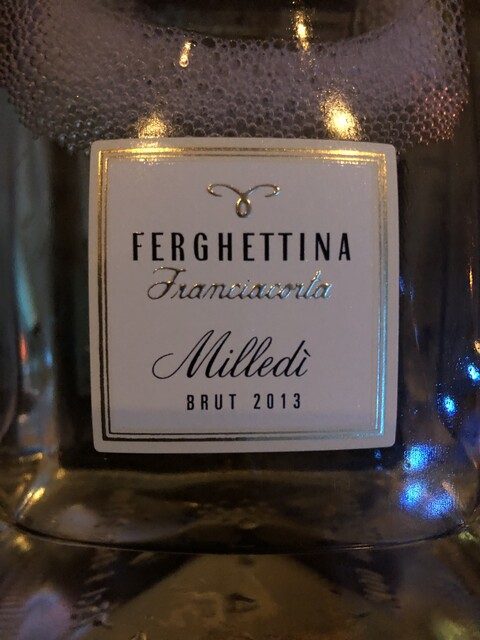 FERGHETTINA
Franciacorta
Milledì
BRUT 2013